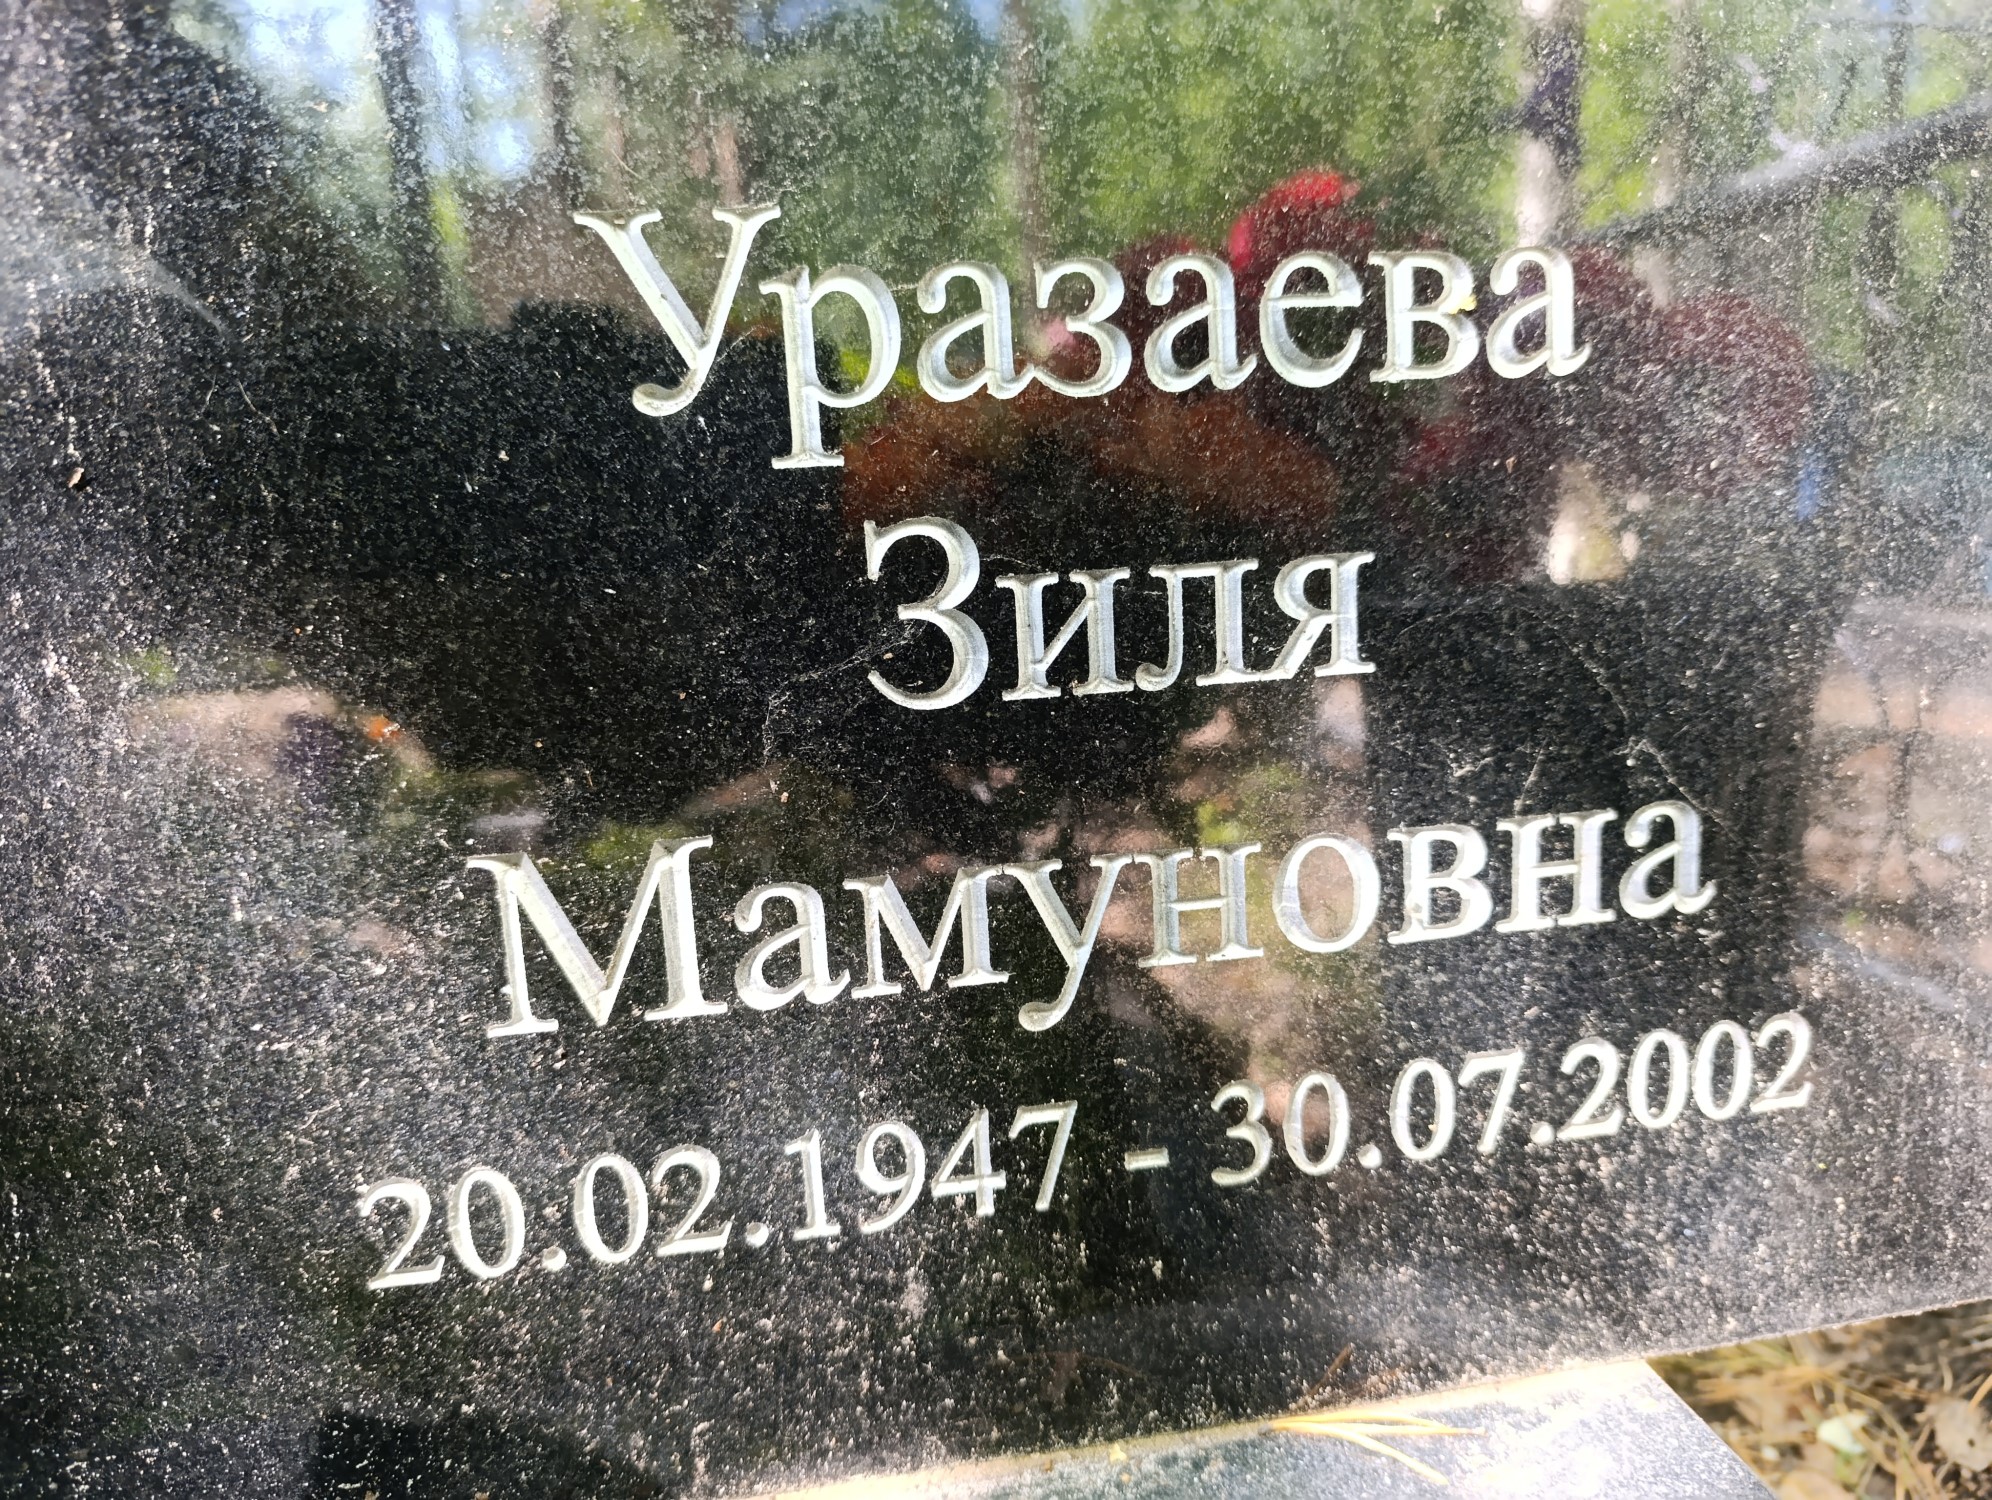 Уразаева
Зиля
Мамуновна
20.02.1947 - 30.07.2002